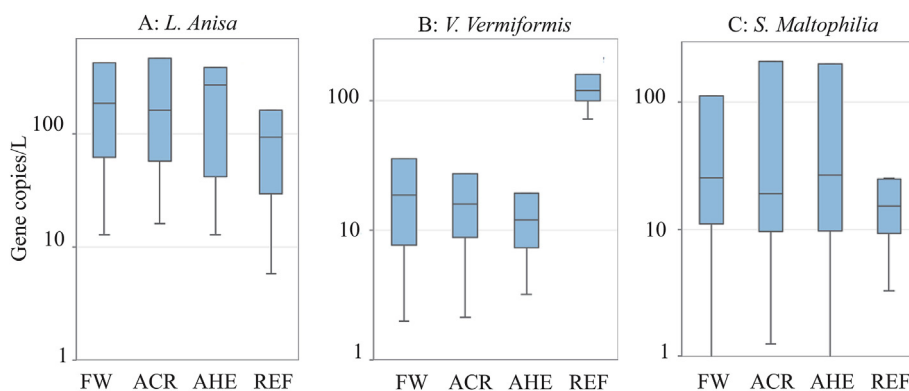 A: L. Anisa
B: V. Vermiformis
C: S. Maltophilia
Gene copies/L
100
10
1
100
10
1
100
10
1
FW ACR AHE REF
FW ACR AHE REF
FW ACR AHE REF